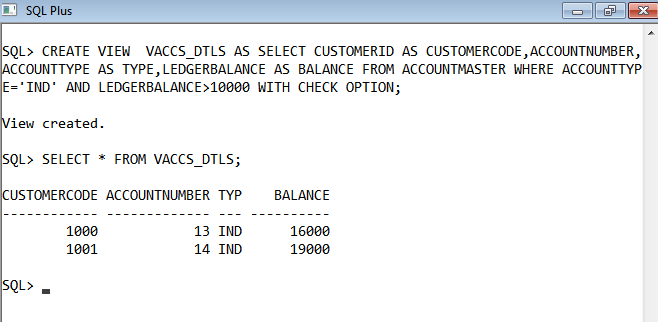 SQL Plus
SQL> CREATE VIEW  VACCS_DTLS AS SELECT CUSTOMERID AS CUSTOMERCODE,ACCOUNTNUMBER,
ACCOUNTTYPE AS TYPE,LEDGERBALANCE AS BALANCE FROM ACCOUNTMASTER WHERE ACCOUNTTYP
E='IND' AND LEDGERBALANCE>10000 WITH CHECK OPTION;
View created.
SQL> SELECT * FROM VACCS_DTLS;
CUSTOMERCODE ACCOUNTNUMBER TYP    BALANCE
------------ ------------- --- ----------
        1000            13 IND      16000
        1001            14 IND      19000
SQL>